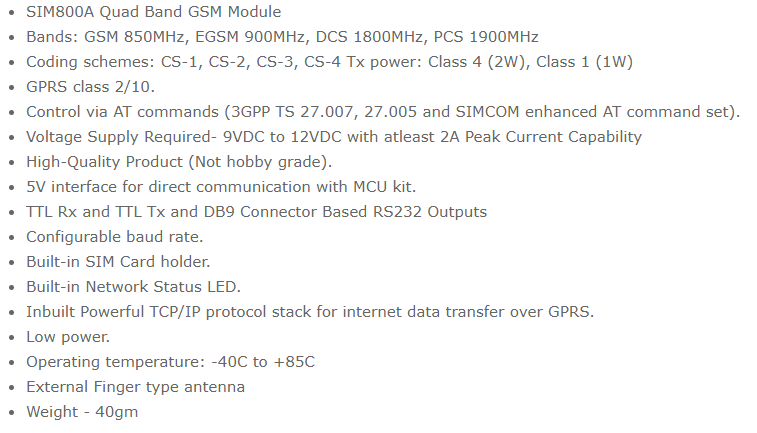 SIM800A Quad Band GSM Module
Bands: GSM 850MHz, EGSM 900MHz, DCS 1800MHz, PCS 1900MHz
Coding schemes: CS-1, CS-2, CS-3, CS-4 Tx power: Class 4 (2W), Class 1 (1W)
GPRS class 2/10.
Control via AT commands (3GPP TS 27.007, 27.005 and SIMCOM enhanced AT command set).
Voltage Supply Required- 9VDC to 12VDC with atleast 2A Peak Current Capability
High-Quality Product (Not hobby grade).
5V interface for direct communication with MCU kit.
TTL Rx and TTL Tx and DB9 Connector Based RS232 Outputs
Configurable baud rate.
Built-in SIM Card holder.
Built-in Network Status LED.
Inbuilt Powerful TCP/IP protocol stack for internet data transfer over GPRS.
Low power.
Operating temperature: -40C to +85C
External Finger type antenna
Weight - 40gm